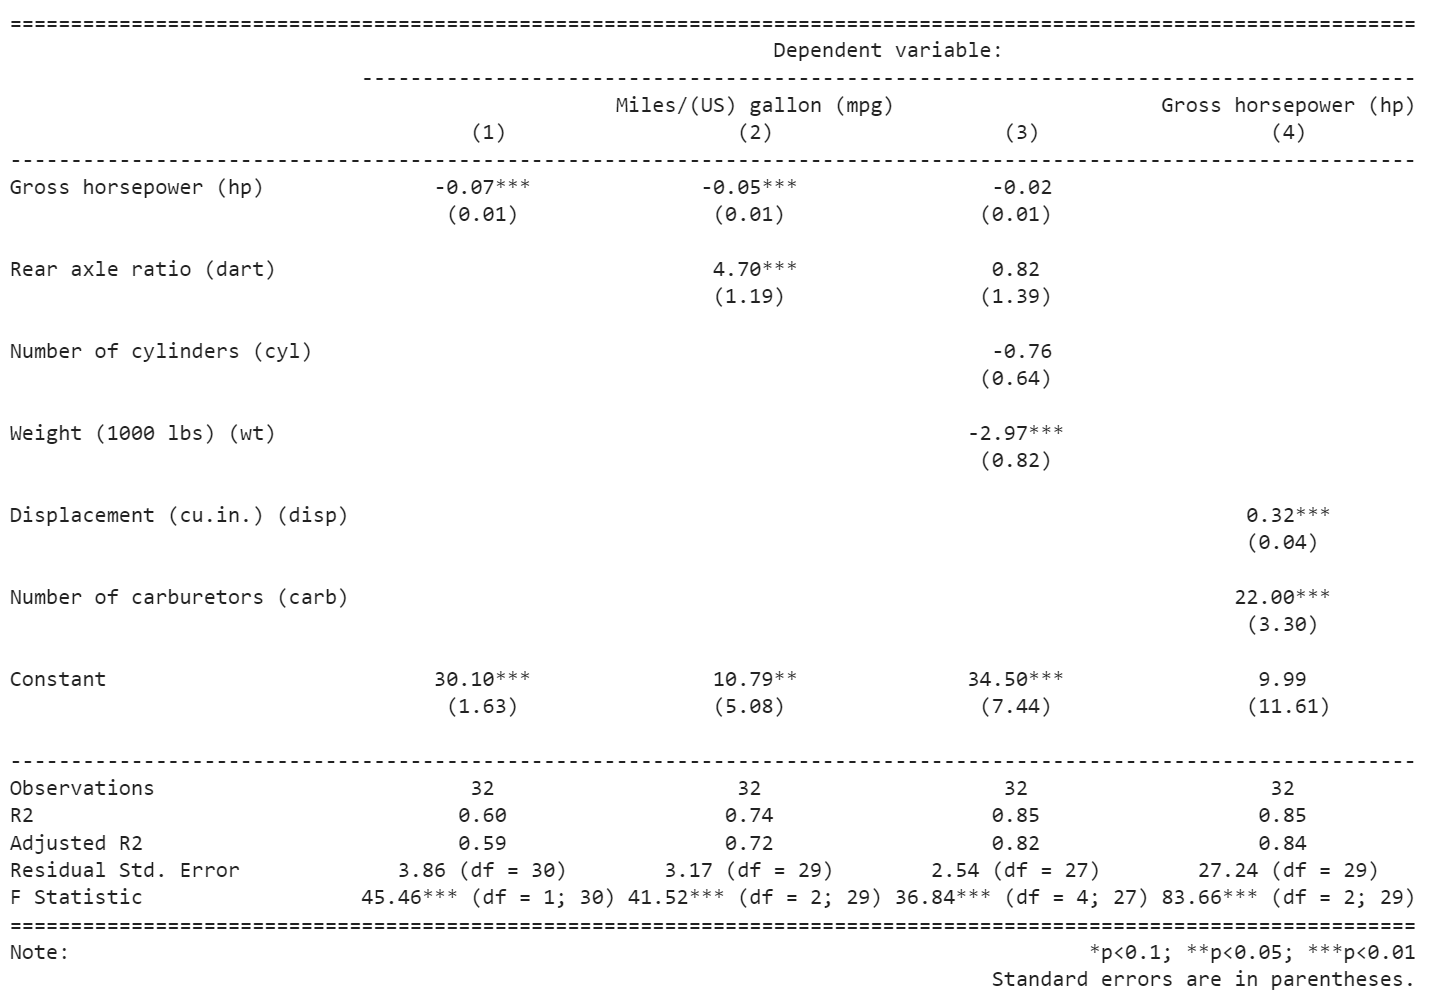 =====================================================================================================================
Dependent variable:
----------------------------------------------------------------------------------------
Miles/(US) gallon (mpg) Gross horsepower (hp)
(1) (2) (3) (4)
---------------------------------------------------------------------------------------------------------------------
Gross horsepower (hp) -0.07*** -0.05*** -0.02
(0.01) (0.01) (0.01)
Rear axle ratio (dart) 4.70*** 0.82
(1.19) (1.39)
Number of cylinders (cyl) -0.76
(0.64)
Weight (1000 lbs) (wt) -2.97***
(0.82)
Displacement (cu.in.) (disp) 0.32***
(0.04)
Number of carburetors (carb) 22.00***
(3.30)
Constant 30.10*** 10.79** 34.50*** 9.99
(1.63) (5.08) (7.44) (11.61)
---------------------------------------------------------------------------------------------------------------------
Observations 32 32 32 32
R2 0.60 0.74 0.85 0.85
Adjusted R2 0.59 0.72 0.82 0.84
Residual Std. Error 3.86 (df = 30) 3.17 (df = 29) 2.54 (df = 27) 27.24 (df = 29)
F Statistic 45.46*** (df = 1; 30) 41.52*** (df = 2; 29) 36.84*** (df = 4; 27) 83.66*** (df = 2; 29)
=====================================================================================================================
Note: *p<0.1; **p<0.05; ***p<0.01
Standard errors are in parentheses.